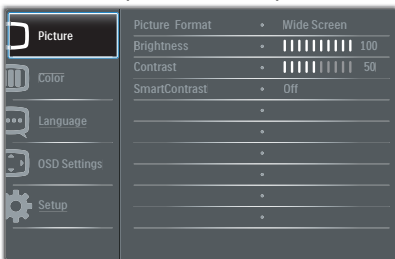 Picture
Color
Language
OSD Settings
Setup
Picture Format • Wide Screen
Brightness • 100
Contrast • 50
SmartContrast • Off
•
•
•
•
•
•